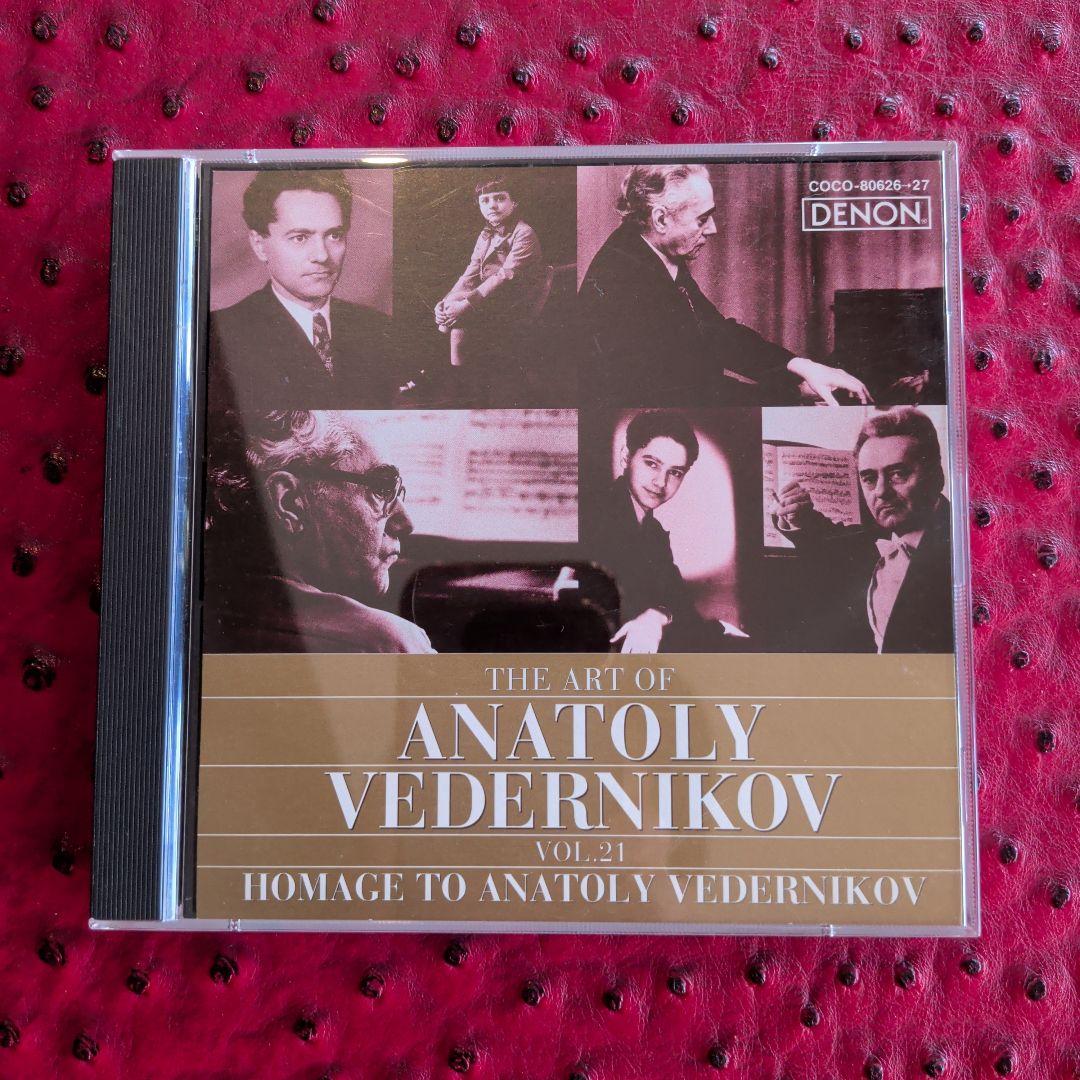 COCO-80626→27
DENON®
THE ART OF
ANATOLY
VEDERNIKOV
VOL.21
HOMAGE TO ANATOLY VEDERNIKOV